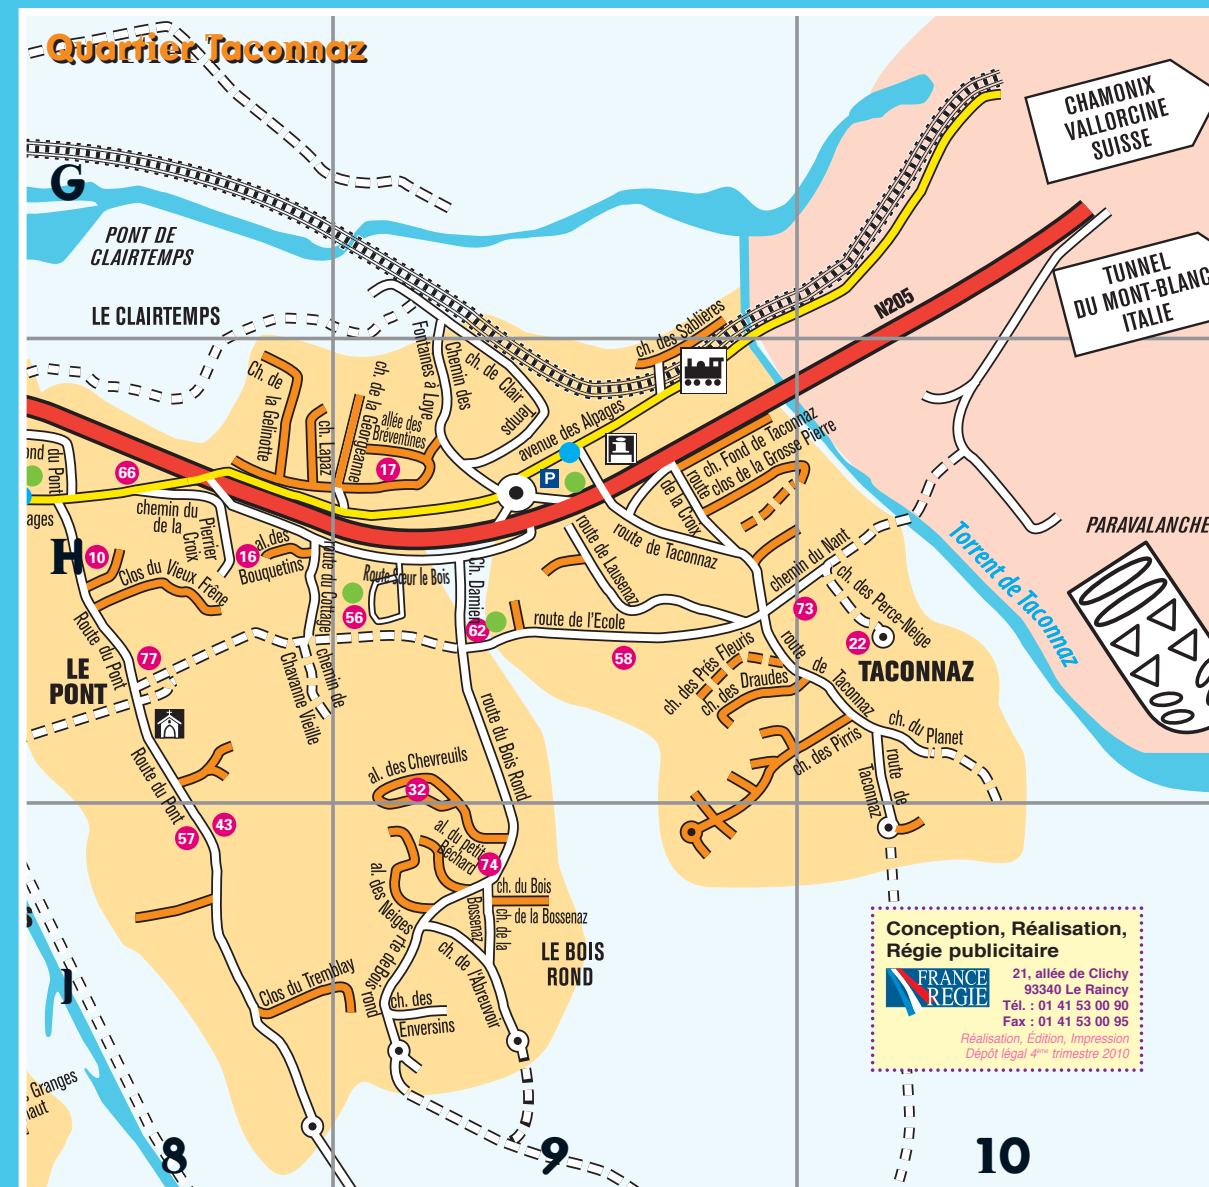 Quartier Taconnaz
G
PONT DE
CLAIRTEMPS
LE CLAIRTEMPS
CHAMONIX
VALLORCINE
SUISSE
TUNNEL
DU MONT-BLANC
ITALIE
N205
ch. des Sablières
Fontaines à Loye
Chemin des
ch. de Clair
Temps
avenue des Alpages
Ch. de
la Gelinotte
ch. Lapaz
ch. de
la Georgeanne
allée des
Bréventines
17
P
ch. Fond de Taconnaz
clos de la Grosse Pierre
route
de la Croix
du Pont
66
ages
chemin du
de la
Croix
Pierrier
H
10
16
al.des
Bouquetins
Clos du Vieux Frêne
route du Cottage
Route Sœur le Bois
56
Ch. Damien
62
route de Lausenaz
route de Taconnaz
route de l'Ecole
58
chemin du Nant
ch. des Perce-Neige
73
22
TACONNAZ
Torrent de Taconnaz
PARAVALANCHE
Route du Pont
77
LE
PONT
Chavanne Vieille
chemin de
ch. des Prés Fleuris
ch. des Draudes
route de Taconnaz
ch. des Pirris
ch. du Planet
route de
Taconnaz
Route du Pont
57
43
route du Bois Rond
al. des Chevreuils
32
al. du petit
Béchard
74
al. des Neiges
ch. du Bois
ch. de la Bossenaz
Bossenaz
ch. de la
rte de Bois rond
ch. de l'Abreuvoir
LE BOIS
ROND
ch. des
Enversins
Clos du Tremblay
J
Granges
8
9
10
Conception, Réalisation,
Régie publicitaire
FRANCE
REGIE
21, allée de Clichy
93340 Le Raincy
Tél. : 01 41 53 00 90
Fax : 01 41 53 00 95
Réalisation, Édition, Impression
Dépôt légal 4ème trimestre 2010